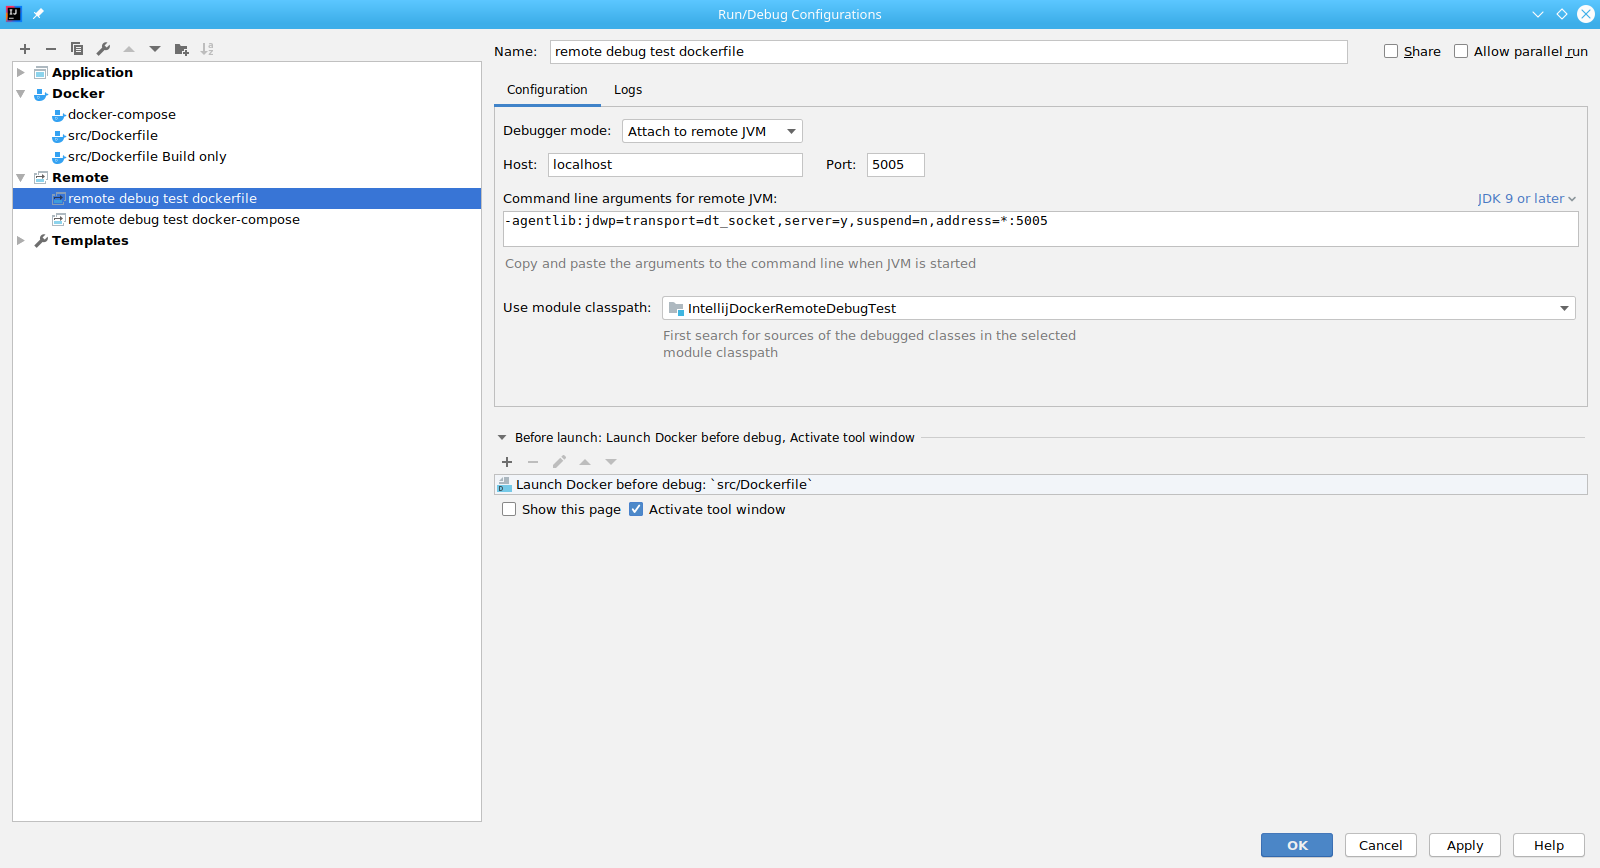 Run/Debug Configurations
Application
Docker
docker-compose
src/Dockerfile
src/Dockerfile Build only
Remote
remote debug test dockerfile
remote debug test docker-compose
Templates
Name: remote debug test dockerfile Share Allow parallel run
Configuration Logs
Debugger mode: Attach to remote JVM
Host: localhost Port: 5005
Command line arguments for remote JVM: JDK 9 or later
-agentlib:jdwp=transport=dt_socket,server=y,suspend=n,address=*:5005
Copy and paste the arguments to the command line when JVM is started
Use module classpath: IntellijDockerRemoteDebugTest
First search for sources of the debugged classes in the selected
module classpath
Before launch: Launch Docker before debug, Activate tool window
Launch Docker before debug: `src/Dockerfile`
Show this page Activate tool window
OK Cancel Apply Help